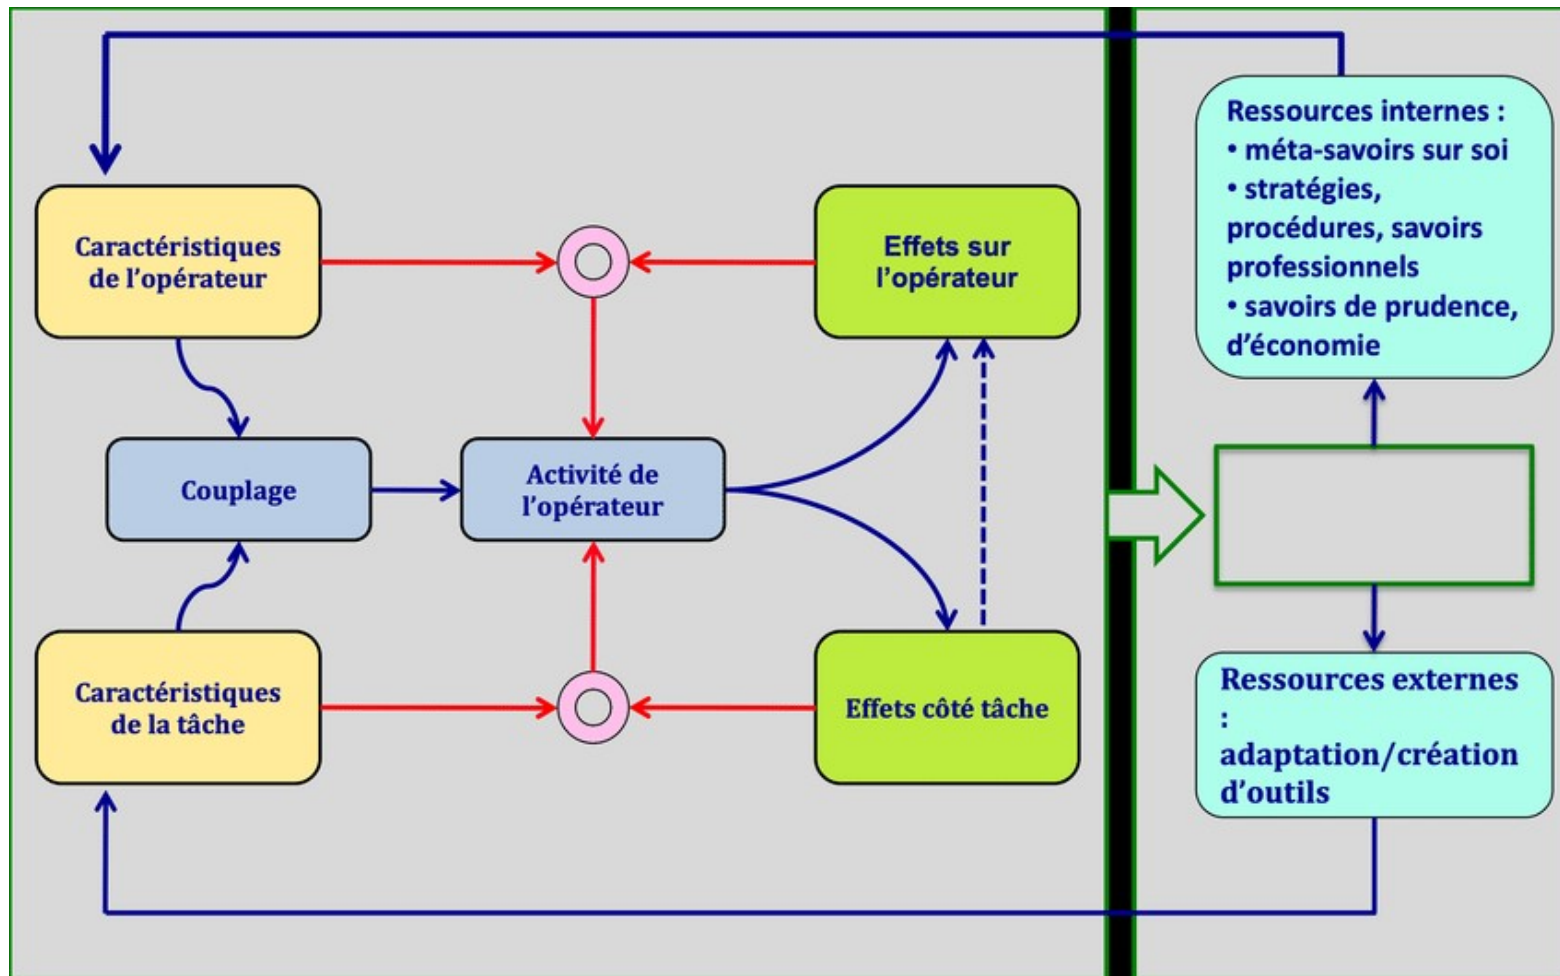 Caractéristiques
de l’opérateur
Effets sur
l’opérateur
Couplage
Activité de
l’opérateur
Caractéristiques
de la tâche
Effets côté tâche
Ressources internes :
• méta-savoirs sur soi
• stratégies,
procédures, savoirs
professionnels
• savoirs de prudence,
d’économie
Ressources externes
:
adaptation/création
d’outils